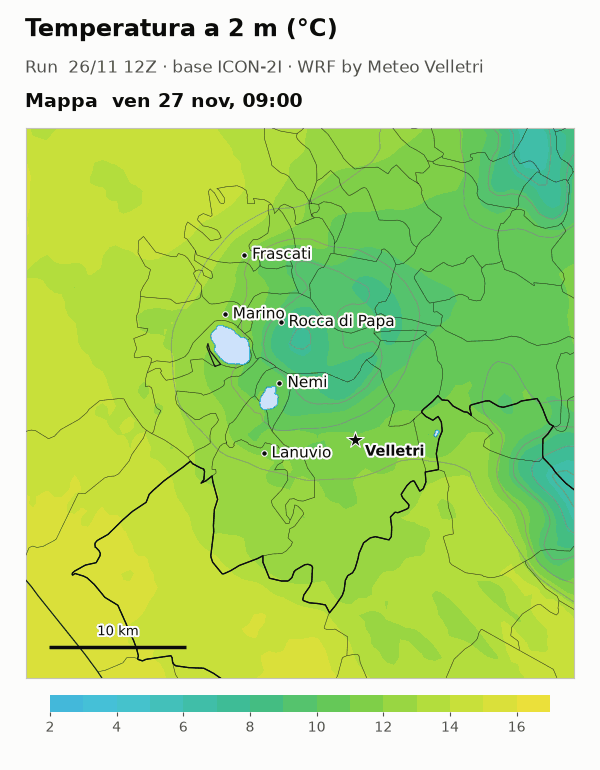 Temperatura a 2 m (°C)
Run  26/11 12Z · base ICON-2I · WRF by Meteo Velletri
Mappa  ven 27 nov, 09:00
Frascati
Marino
Rocca di Papa
Nemi
Velletri
Lanuvio
10 km
2 4 6 8 10 12 14 16